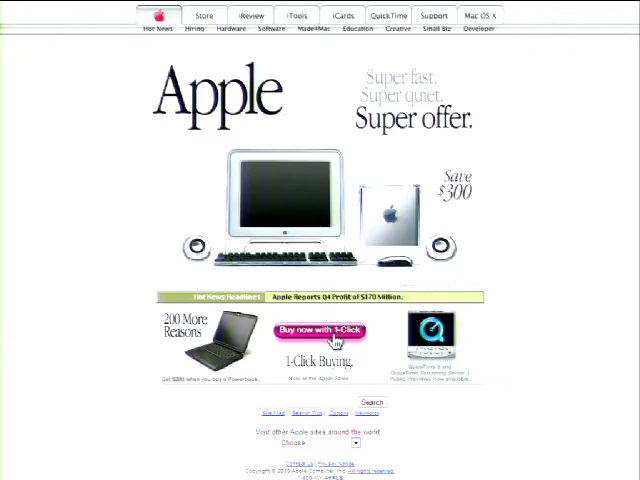 Store
iReview
iTools
iCards
QuickTime
Support
Mac OS X
Hot News
Hiring
Hardware
Software
Made4Mac
Education
Creative
Small Biz
Developer
Apple
Super fast.
Super quiet.
Super offer.
Save
$300
Hot News Headlines
Apple Reports Q4 Profit of $170 Million.
200 More
Reasons
Get $200 when you buy a Powerbook.
Buy now with 1-Click
1-Click Buying.
Now at the Apple Store
QuickTime 5 and
QuickTime Streaming Server 3
Public Previews now available.
Search
Site Map
Search Tips
Options
Keywords
Visit other Apple sites around the world
Choose
Contact Us
Privacy Notice
Copyright © 2000 Apple Computer, Inc. All rights reserved.
1-800-MY-APPLE